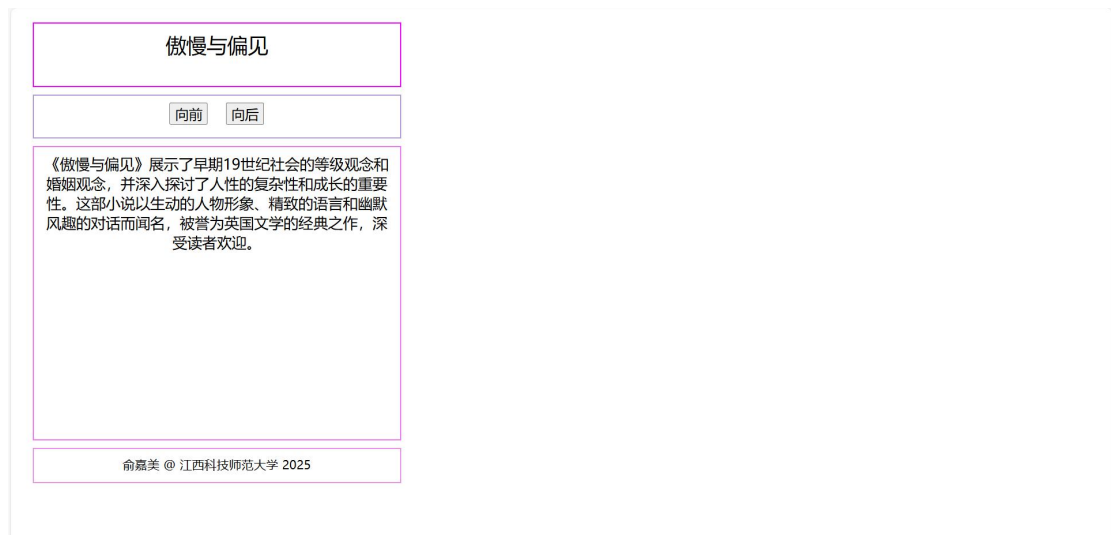 傲慢与偏见
向前 向后
《傲慢与偏见》展示了早期19世纪社会的等级观念和
婚姻观念，并深入探讨了人性的复杂性和成长的重要
性。这部小说以生动的人物形象、精致的语言和幽默
风趣的对话而闻名，被誉为英国文学的经典之作，深
受读者欢迎。
俞嘉美 @ 江西科技师范大学 2025